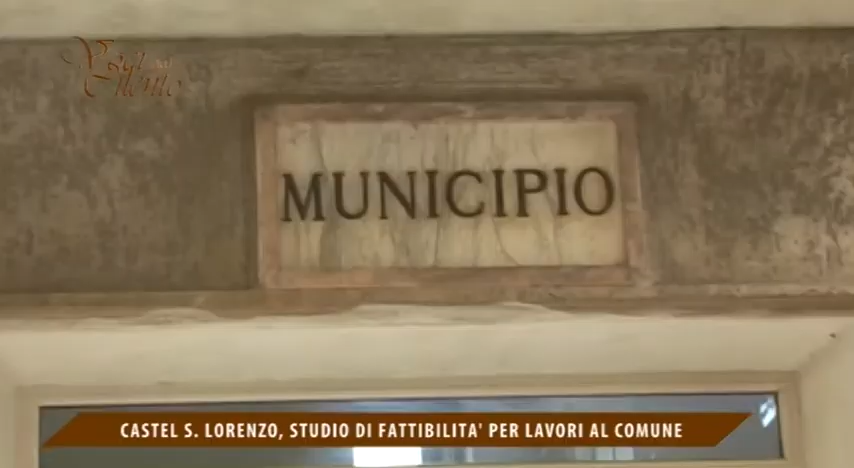 MUNICIPIO
CASTEL S. LORENZO, STUDIO DI FATTIBILITA' PER LAVORI AL COMUNE